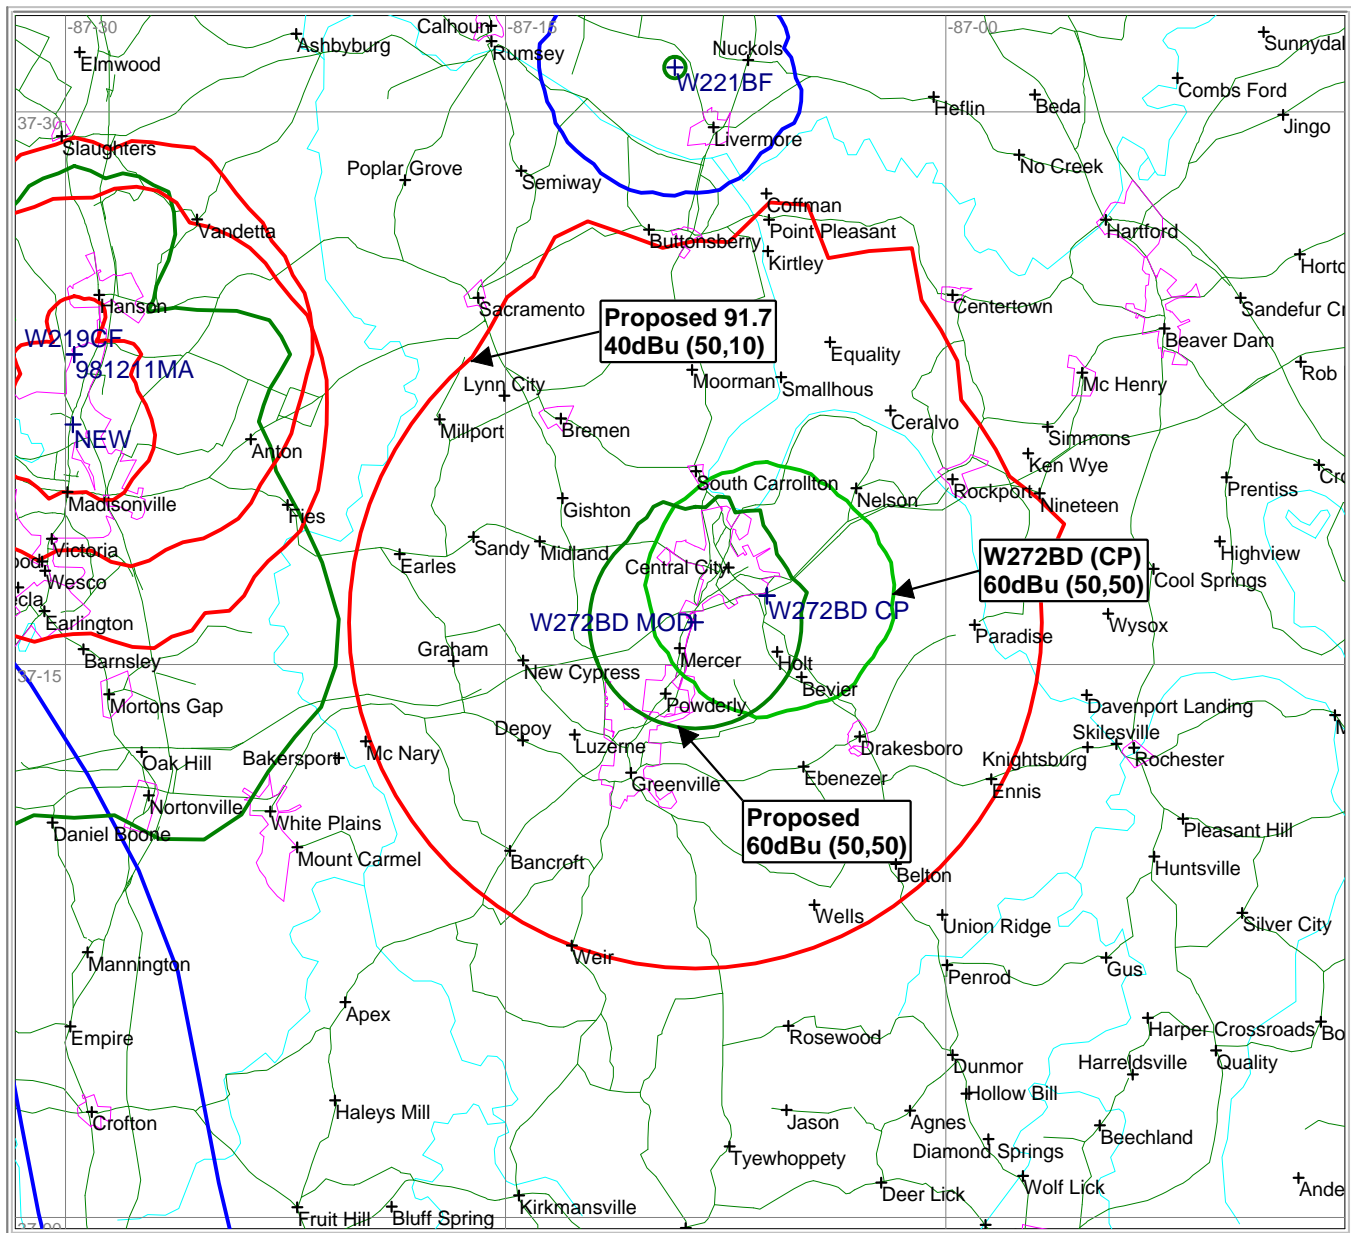 -87-30
-87-15
-87-00
Calhoun
Ashbyburg
Rumsey
Nuckols
Elmwood
W221BF
Combs Ford
Heflin
Beda
37-30
Jingo
Slaughters
Livermore
No Creek
Poplar Grove
Semiway
Coffman
Vandetta
Buttonsberry
Point Pleasant
Hartford
Kirtley
Hanson
Sacramento
Centertown
Proposed 91.7
40dBu (50,10)
W219CF
Beaver Dam
Equality
981211MA
Lynn City
Moorman
Smallhous
Mc Henry
Rob
Millport
Bremen
Ceralvo
NEW
Anton
Simmons
Ken Wye
South Carrollton
Nelson
Rockport
Prentiss
Madisonville
Gishton
Nineteen
Fies
Victoria
Sandy
Midland
Highview
Wesco
Earles
Central City
W272BD (CP)
60dBu (50,50)
Cool Springs
Earlington
W272BD MOD
W272BD CP
Paradise
Wysox
Barnsley
Graham
New Cypress
Mercer
Holt
37-15
Bevier
Mortons Gap
Powderly
Davenport Landing
Depoy
Luzerne
Drakesboro
Skilesville
Oak Hill
Bakersport
Mc Nary
Knightsburg
Rochester
Greenville
Ebenezer
Ennis
Nortonville
White Plains
Proposed
60dBu (50,50)
Daniel Boone
Pleasant Hill
Mount Carmel
Bancroft
Belton
Huntsville
Wells
Union Ridge
Silver City
Mannington
Weir
Penrod
Gus
Apex
Empire
Rosewood
Harper Crossroads
Bo
Dunmor
Harreldsville
Quality
Hollow Bill
Crofton
Haleys Mill
Jason
Agnes
Beechland
Diamond Springs
Tyewhoppety
Deer Lick
Wolf Lick
Ande
Kirkmansville
Fruit Hill
Bluff Spring